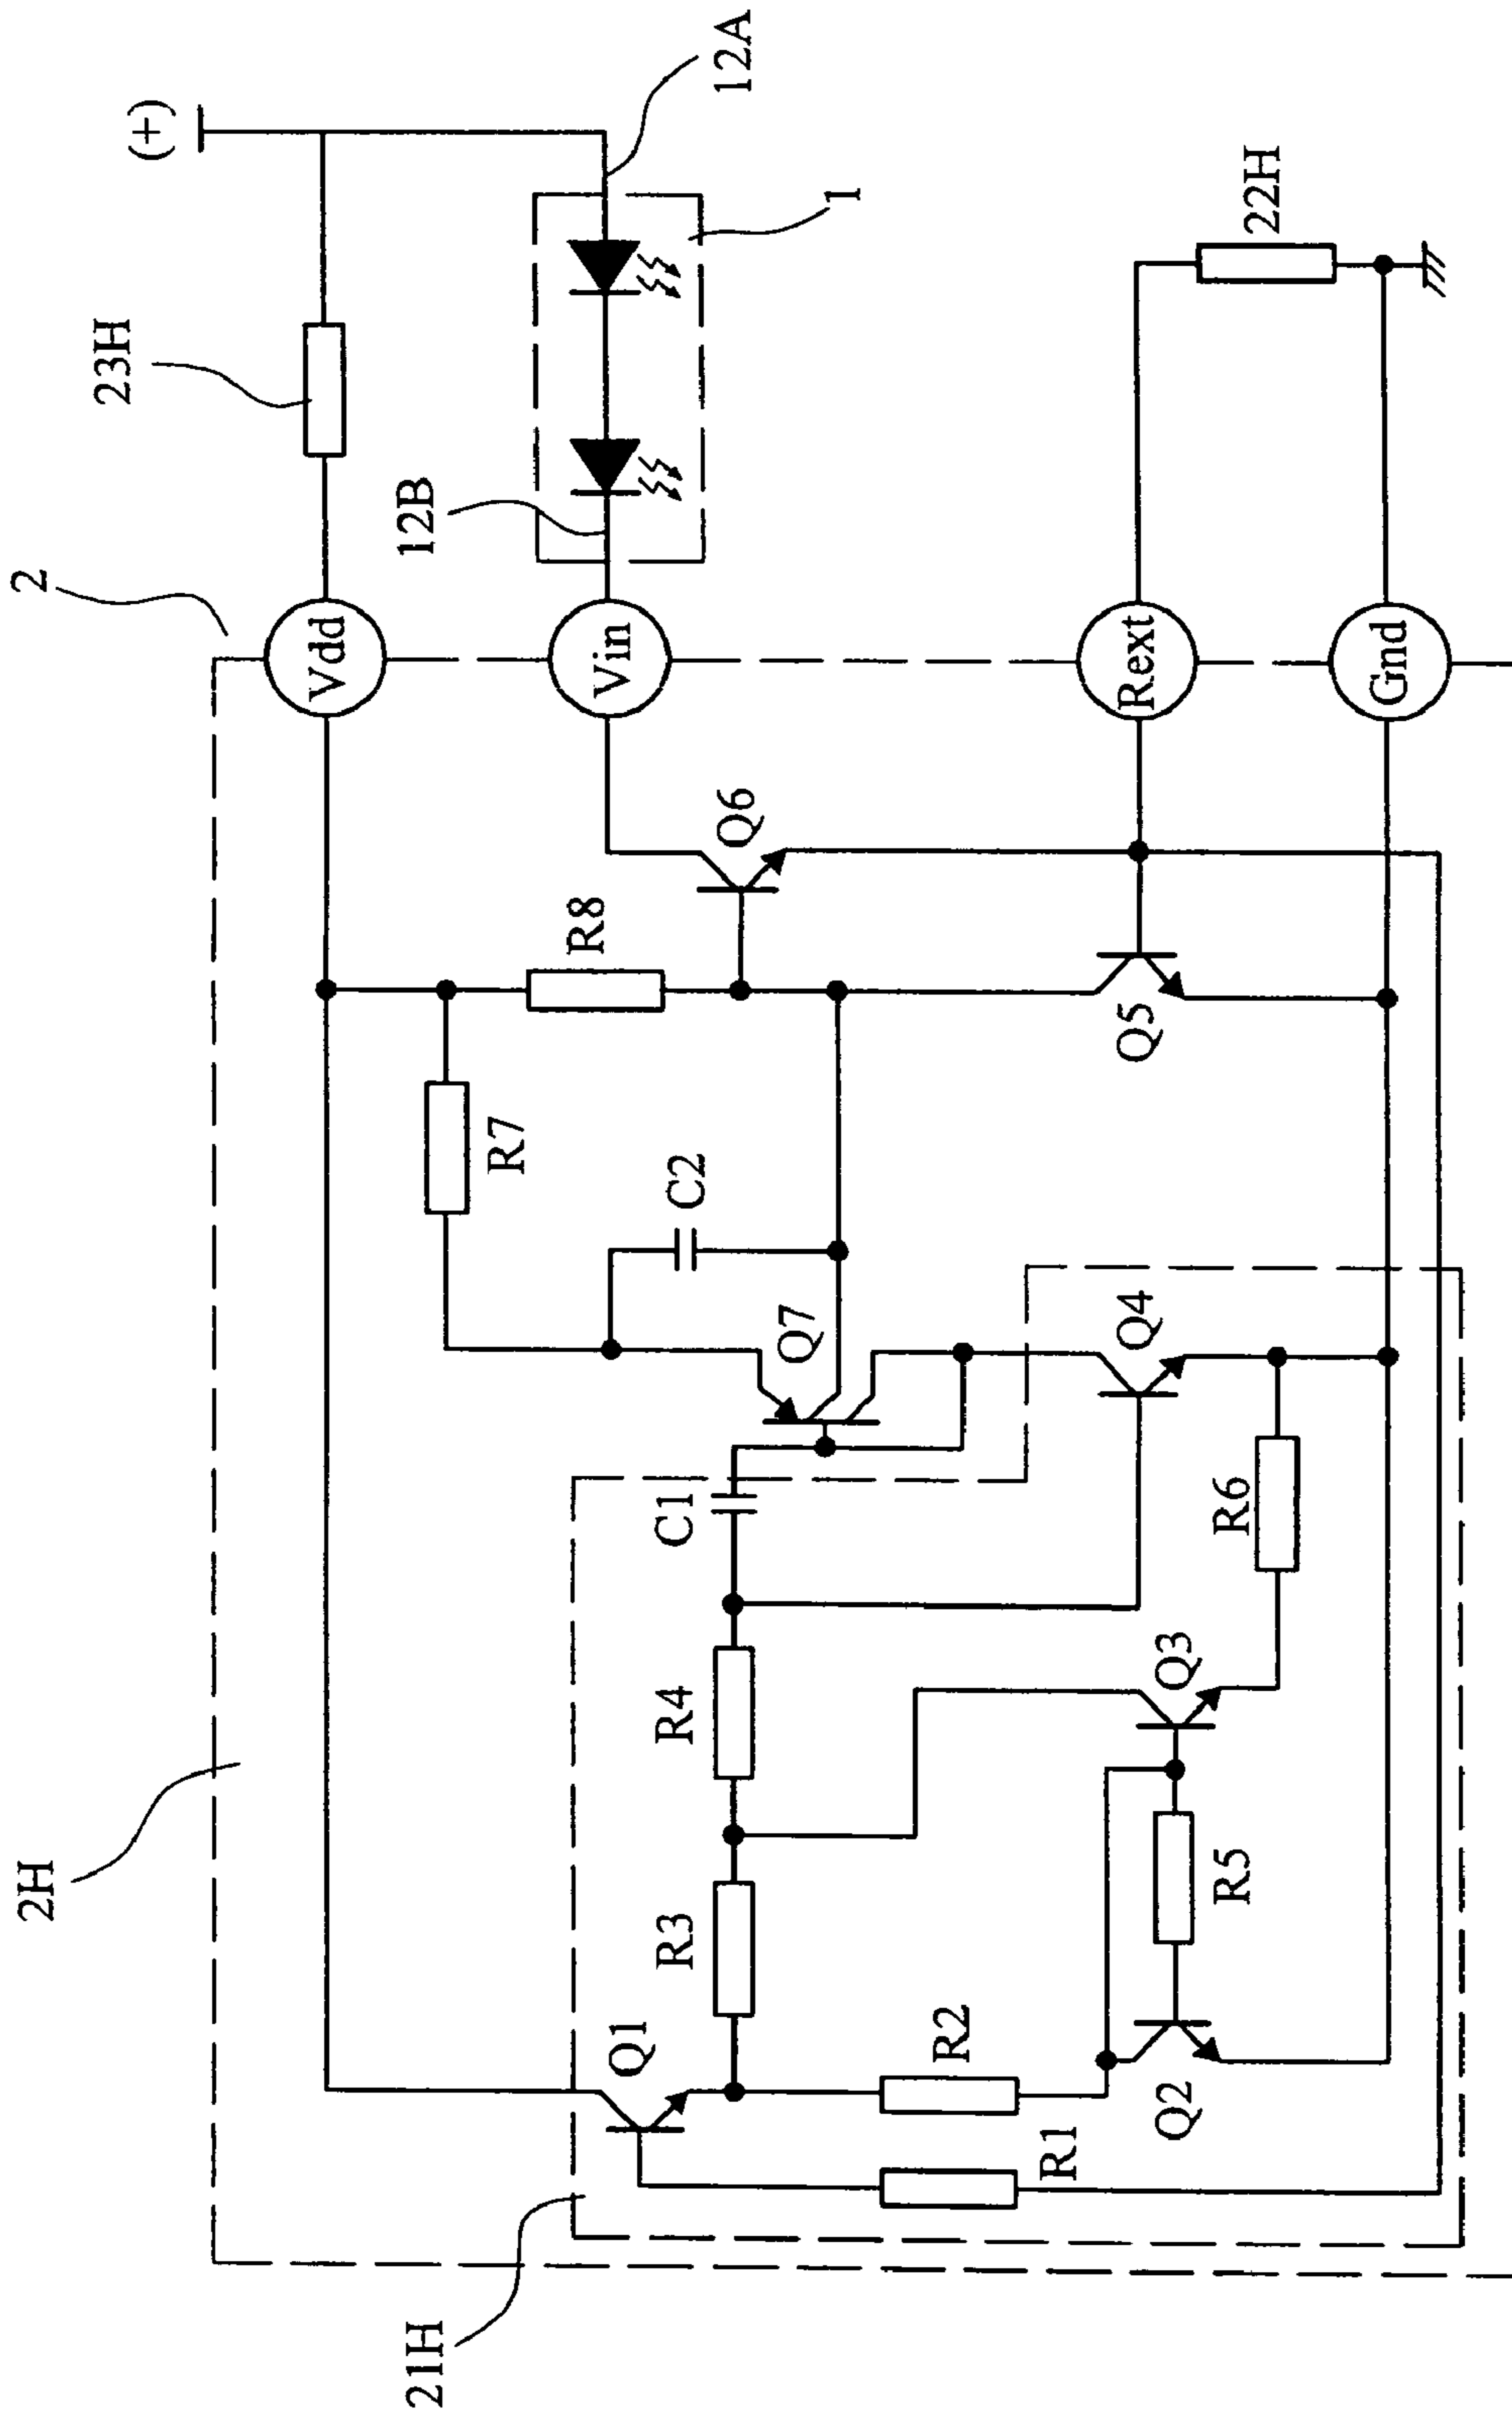 (+)
12A
23H
1
12B
22H
2
Vdd
Vin
Rext
Gnd
Q6
R8
Q5
R7
C2
Q7
Q4
C1
R6
R4
Q3
2H
R3
R5
Q1
R2
Q2
R1
21H